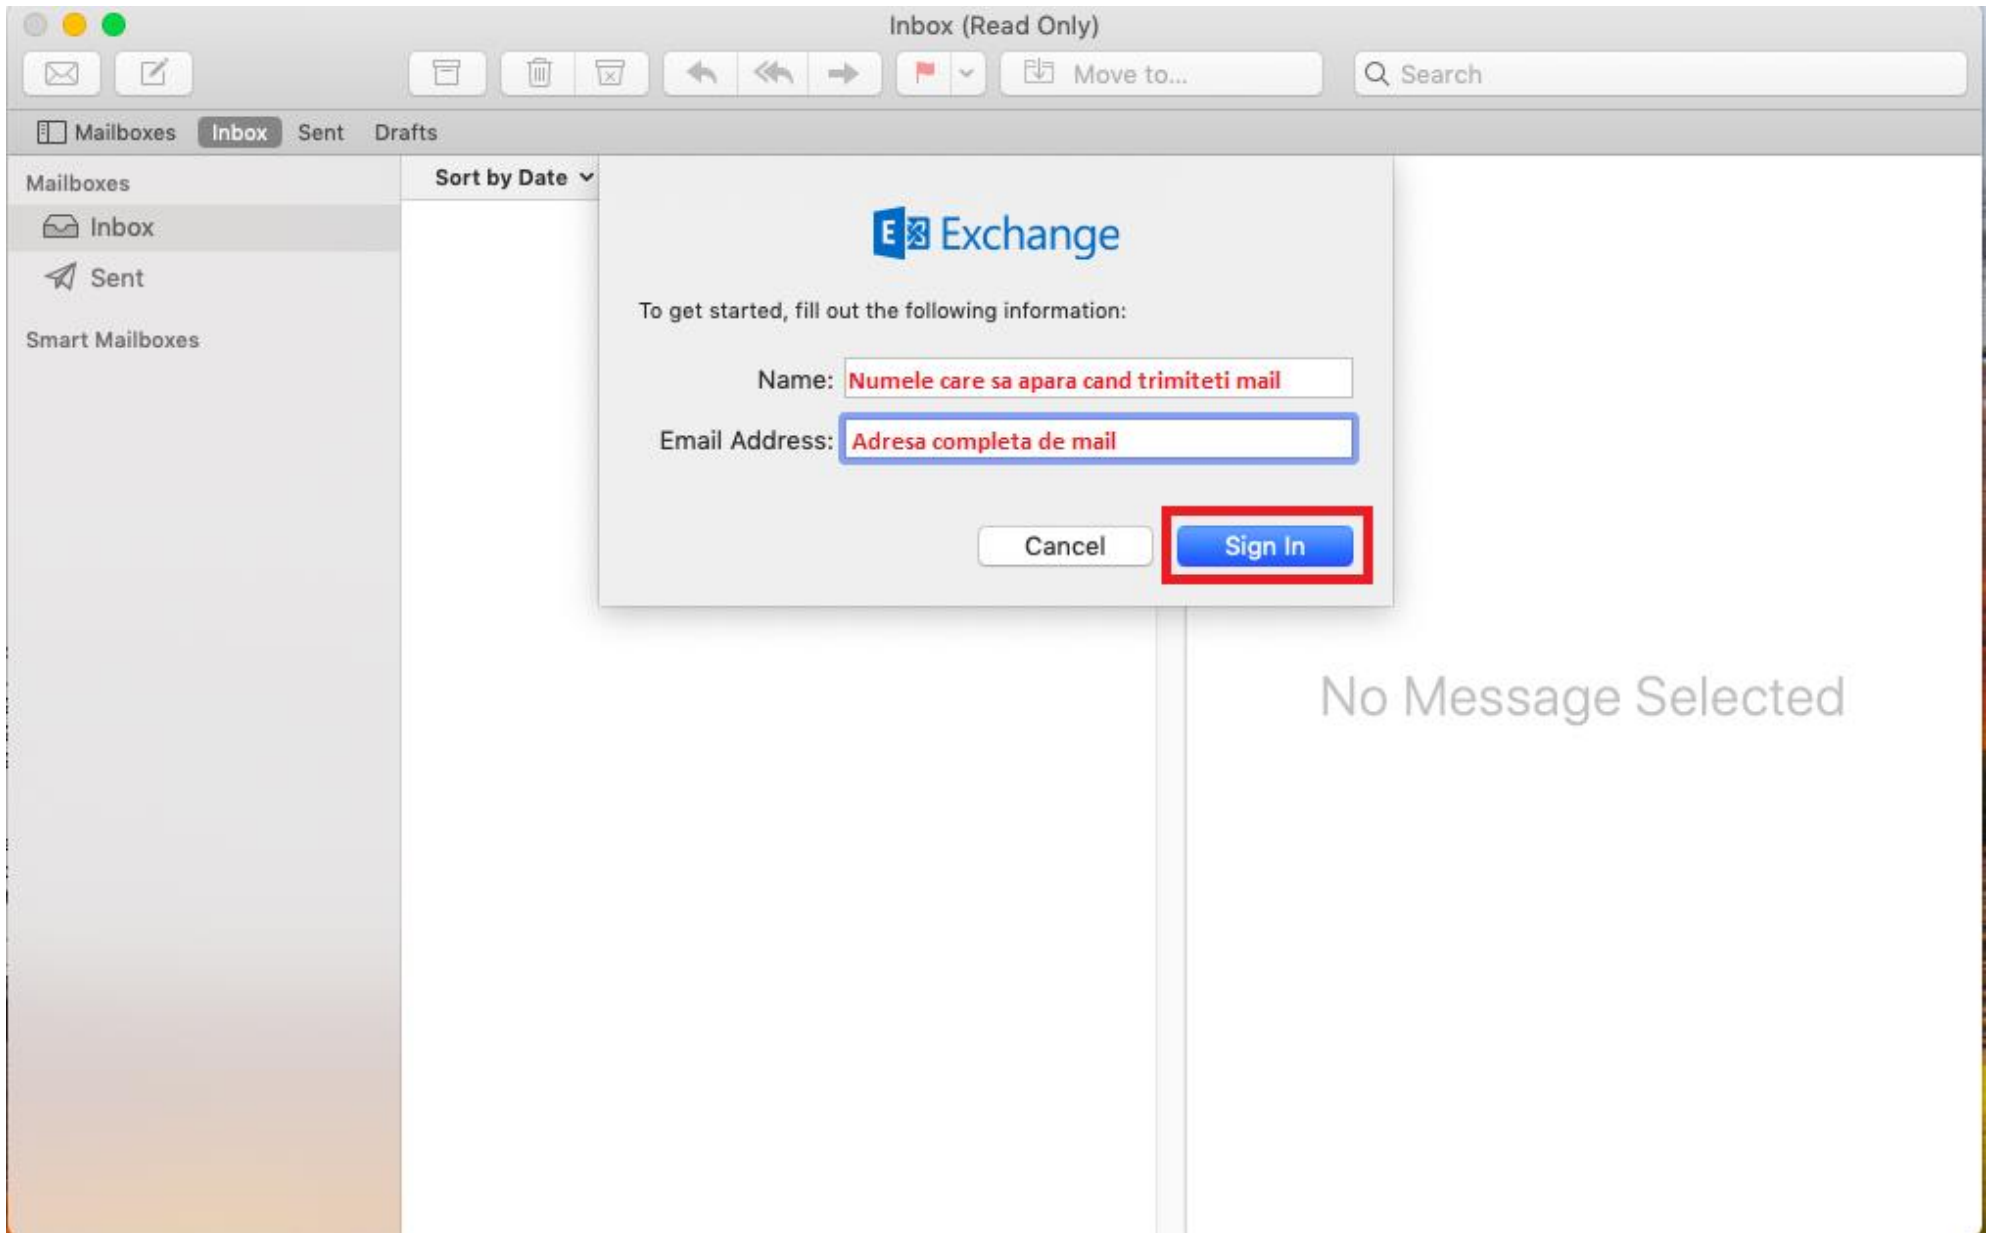 Inbox (Read Only)
Move to...
Search
Mailboxes Inbox Sent Drafts
Mailboxes
Inbox
Sent
Smart Mailboxes
Sort by Date
E Exchange
To get started, fill out the following information:
Name: Numele care sa apara cand trimiteti mail
Email Address: Adresa completa de mail
Cancel Sign In
No Message Selected